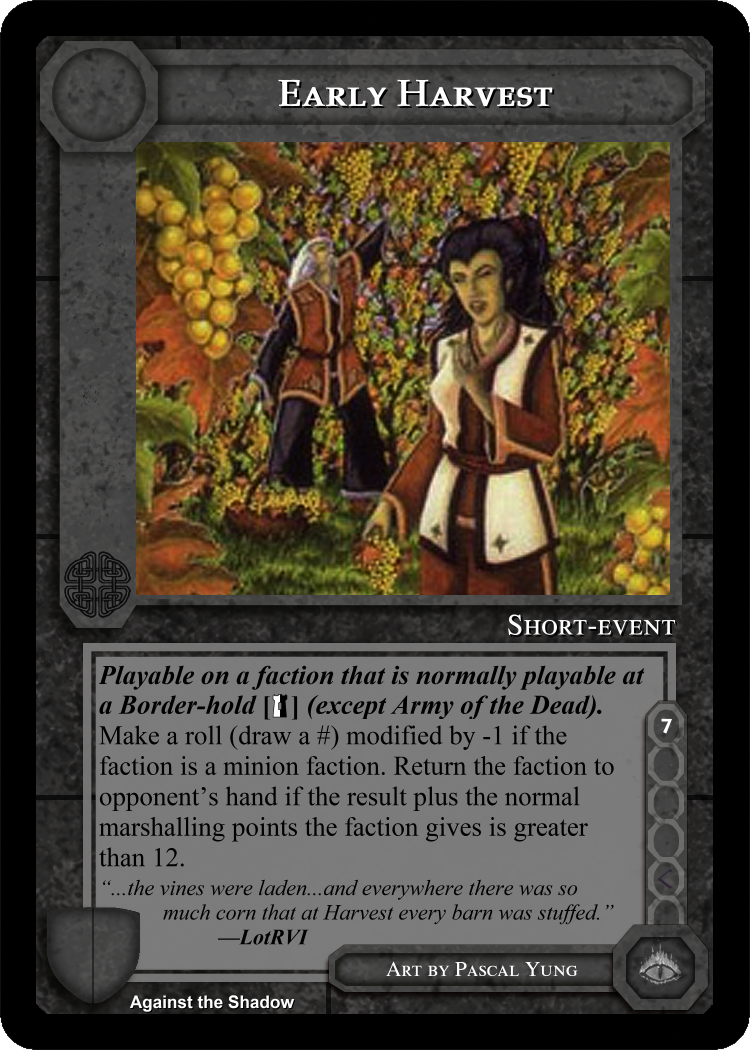 Early Harvest
Short-event
Playable on a faction that is normally playable at
a Border-hold [ ] (except Army of the Dead).
Make a roll (draw a #) modified by -1 if the
faction is a minion faction. Return the faction to
opponent’s hand if the result plus the normal
marshalling points the faction gives is greater
than 12.
7
“...the vines were laden...and everywhere there was so
much corn that at Harvest every barn was stuffed.”
—LotRVI
Art by Pascal Yung
Against the Shadow